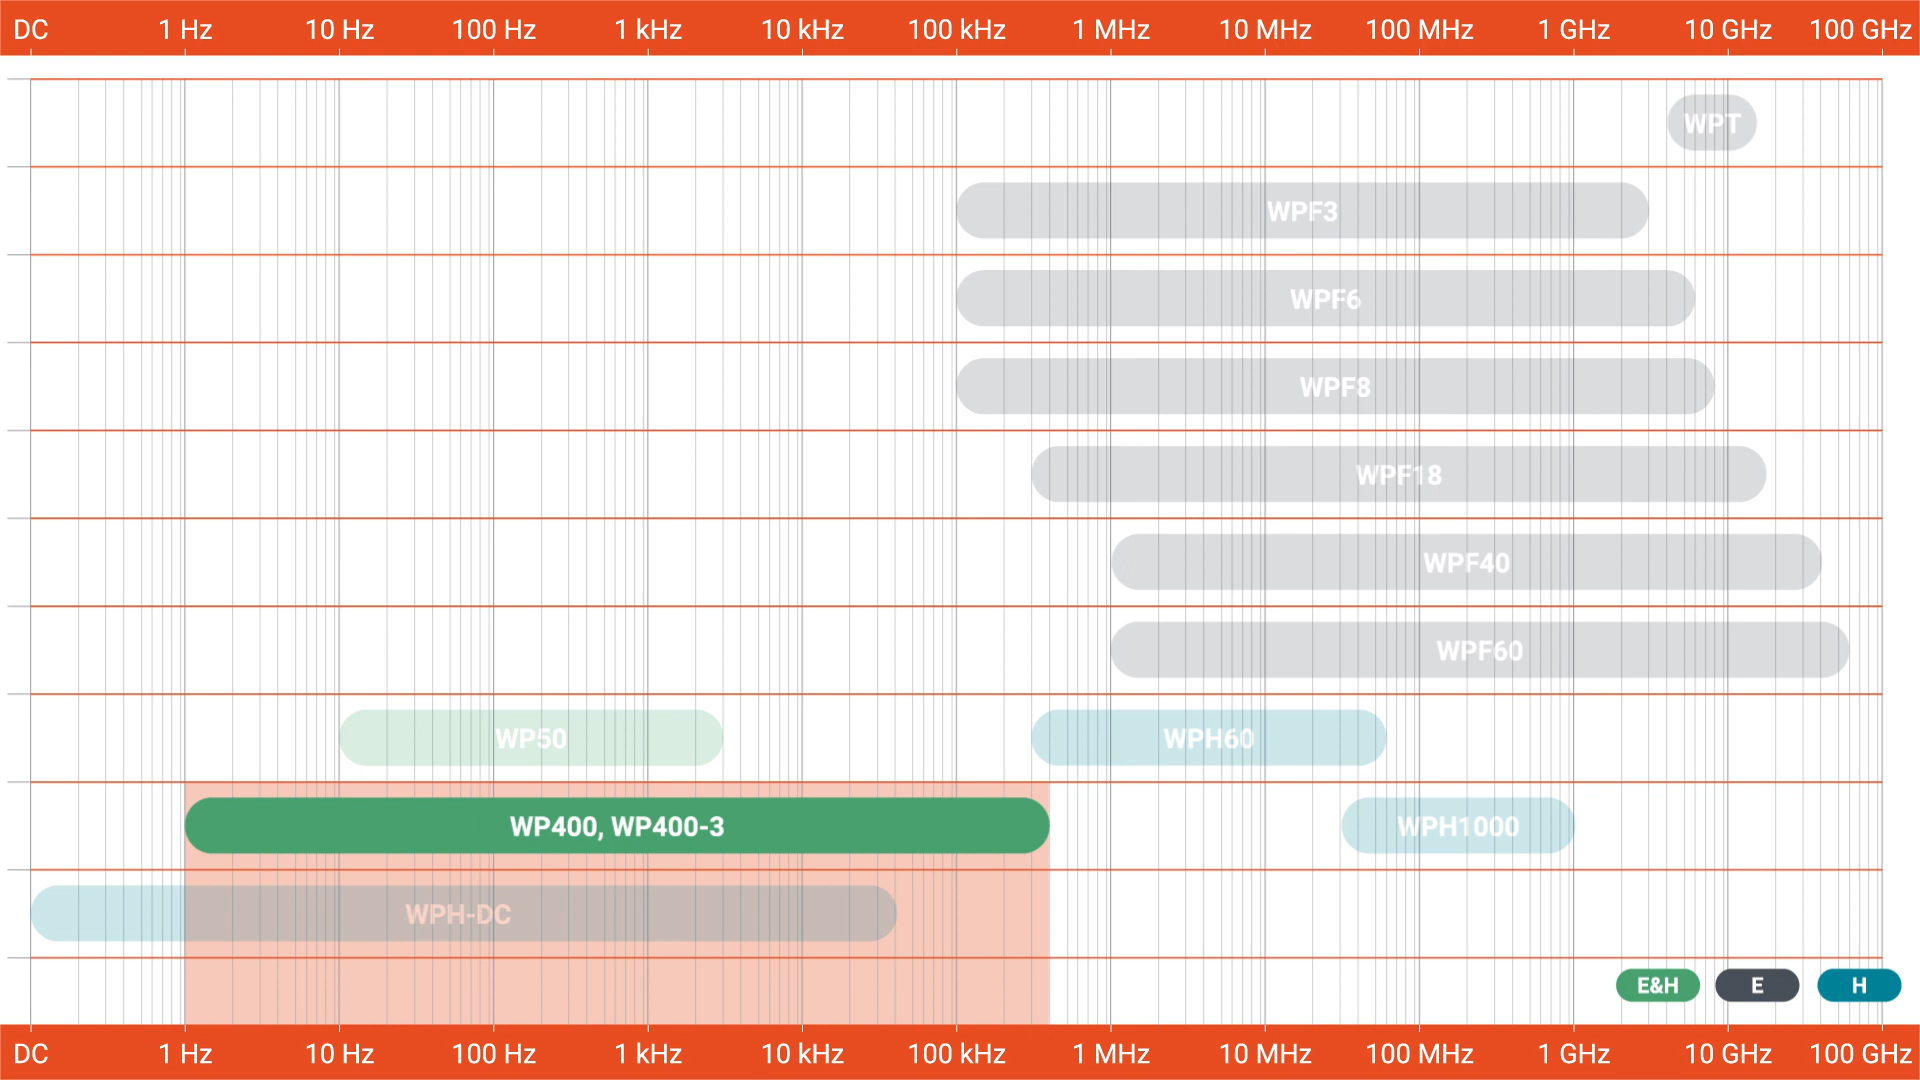 DC 1 Hz 10 Hz 100 Hz 1 kHz 10 kHz 100 kHz 1 MHz 10 MHz 100 MHz 1 GHz 10 GHz 100 GHz
WPT
WPF3
WPF6
WPF8
WPF18
WPF40
WPF60
WP50 WPH60
WP400, WP400-3 WPH1000
WPH-DC
E&H E H
DC 1 Hz 10 Hz 100 Hz 1 kHz 10 kHz 100 kHz 1 MHz 10 MHz 100 MHz 1 GHz 10 GHz 100 GHz